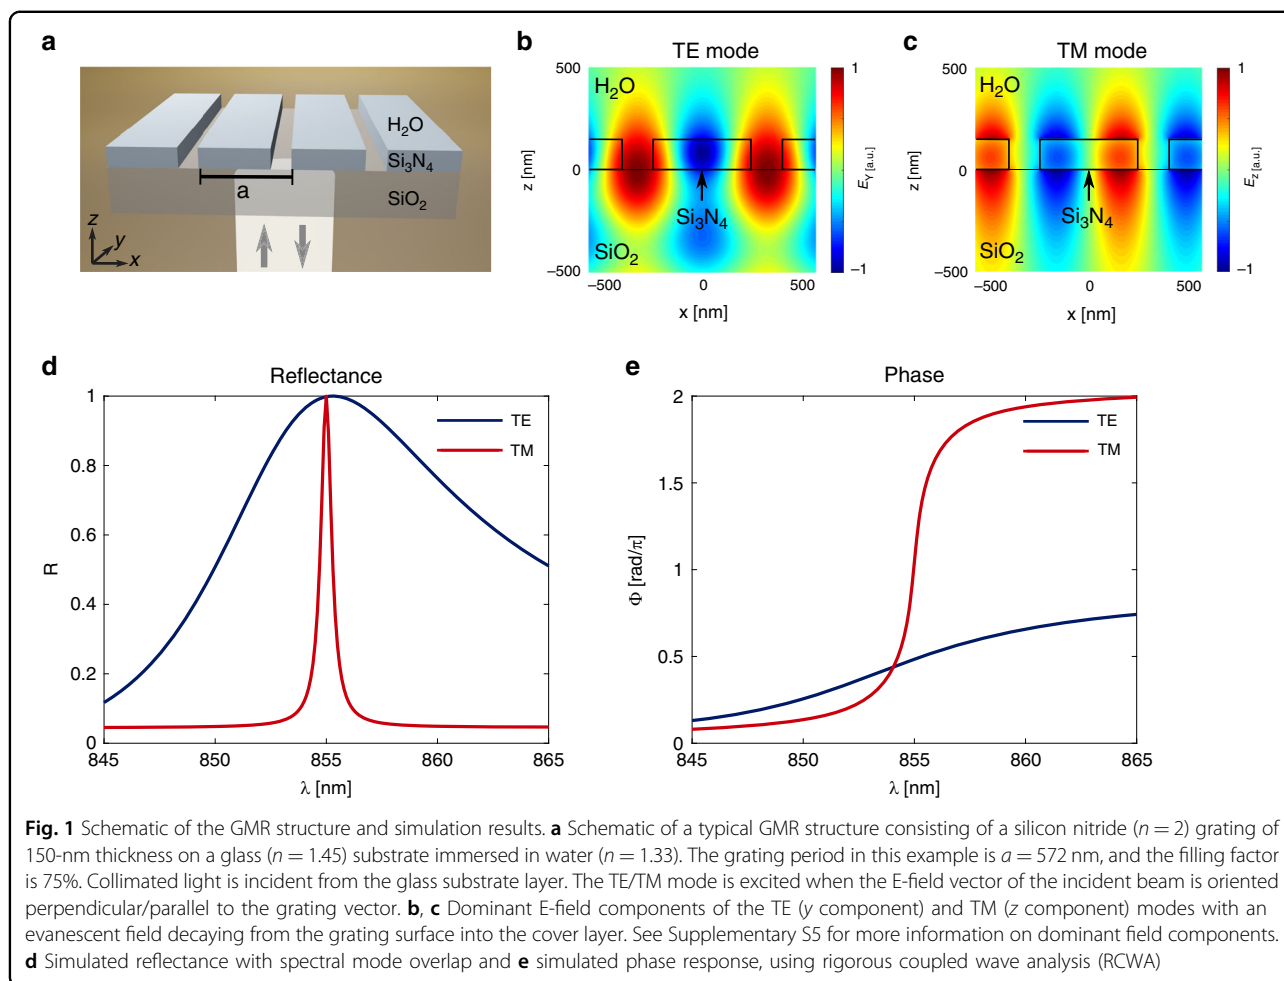 a
H₂O
Si₃N₄
SiO₂
a
z
y
x
b
TE mode
500
0
−500
z [nm]
H₂O
Si₃N₄
SiO₂
−500
0
500
x [nm]
1
−1
E_Y [a.u.]
c
TM mode
500
0
−500
z [nm]
H₂O
Si₃N₄
SiO₂
−500
0
500
x [nm]
1
−1
E_Z [a.u.]
d
Reflectance
1
0.8
0.6
0.4
0.2
0
R
TE
TM
845
850
855
860
865
λ [nm]
e
Phase
2
1.5
1
0.5
0
Φ [rad/π]
TE
TM
845
850
855
860
865
λ [nm]
Fig. 1 Schematic of the GMR structure and simulation results. a Schematic of a typical GMR structure consisting of a silicon nitride (n = 2) grating of
150-nm thickness on a glass (n = 1.45) substrate immersed in water (n = 1.33). The grating period in this example is a = 572 nm, and the filling factor
is 75%. Collimated light is incident from the glass substrate layer. The TE/TM mode is excited when the E-field vector of the incident beam is oriented
perpendicular/parallel to the grating vector. b, c Dominant E-field components of the TE (y component) and TM (z component) modes with an
evanescent field decaying from the grating surface into the cover layer. See Supplementary S5 for more information on dominant field components.
d Simulated reflectance with spectral mode overlap and e simulated phase response, using rigorous coupled wave analysis (RCWA)